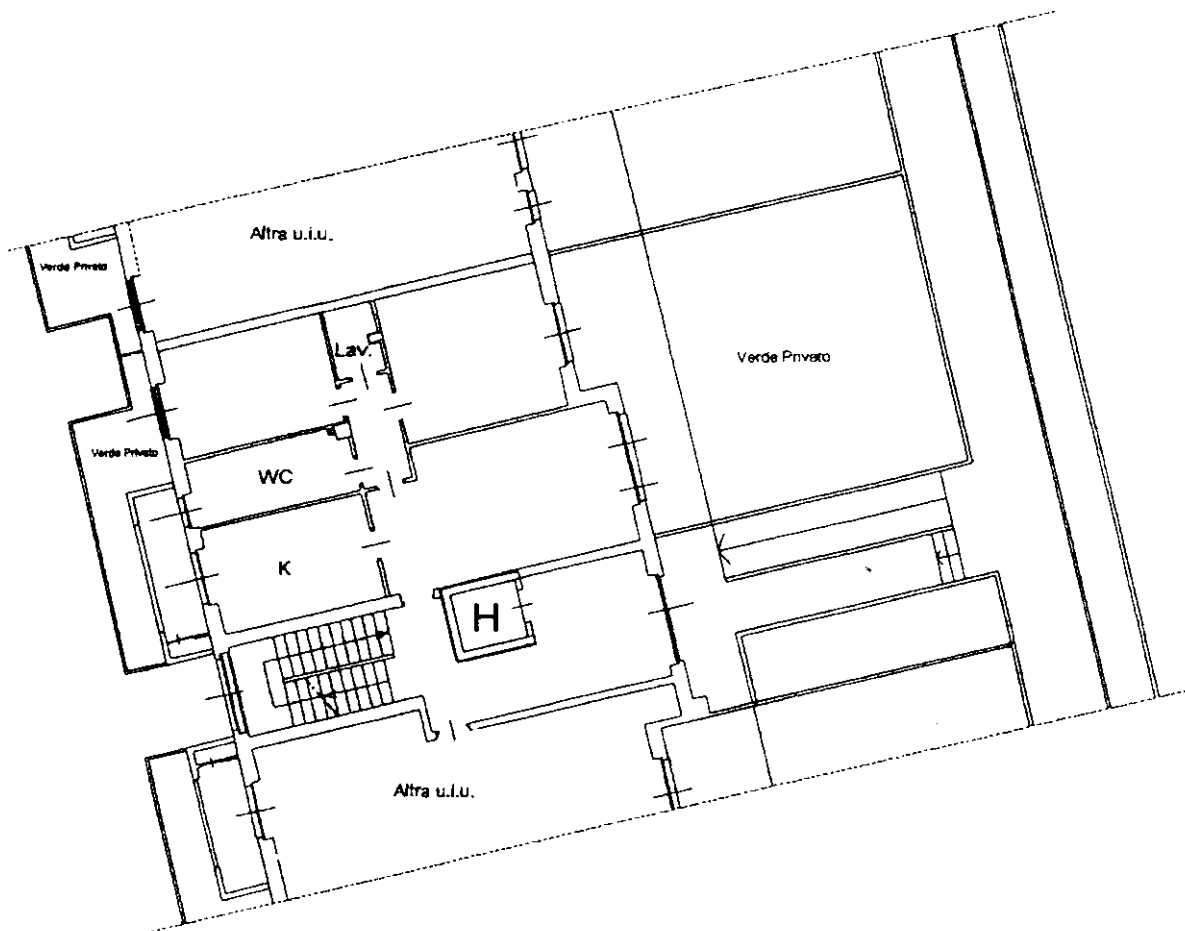 Altra u.i.u.
Verde Privato
Lav.
Verde Privato
Verde Privato
WC
K
H
Altra u.i.u.